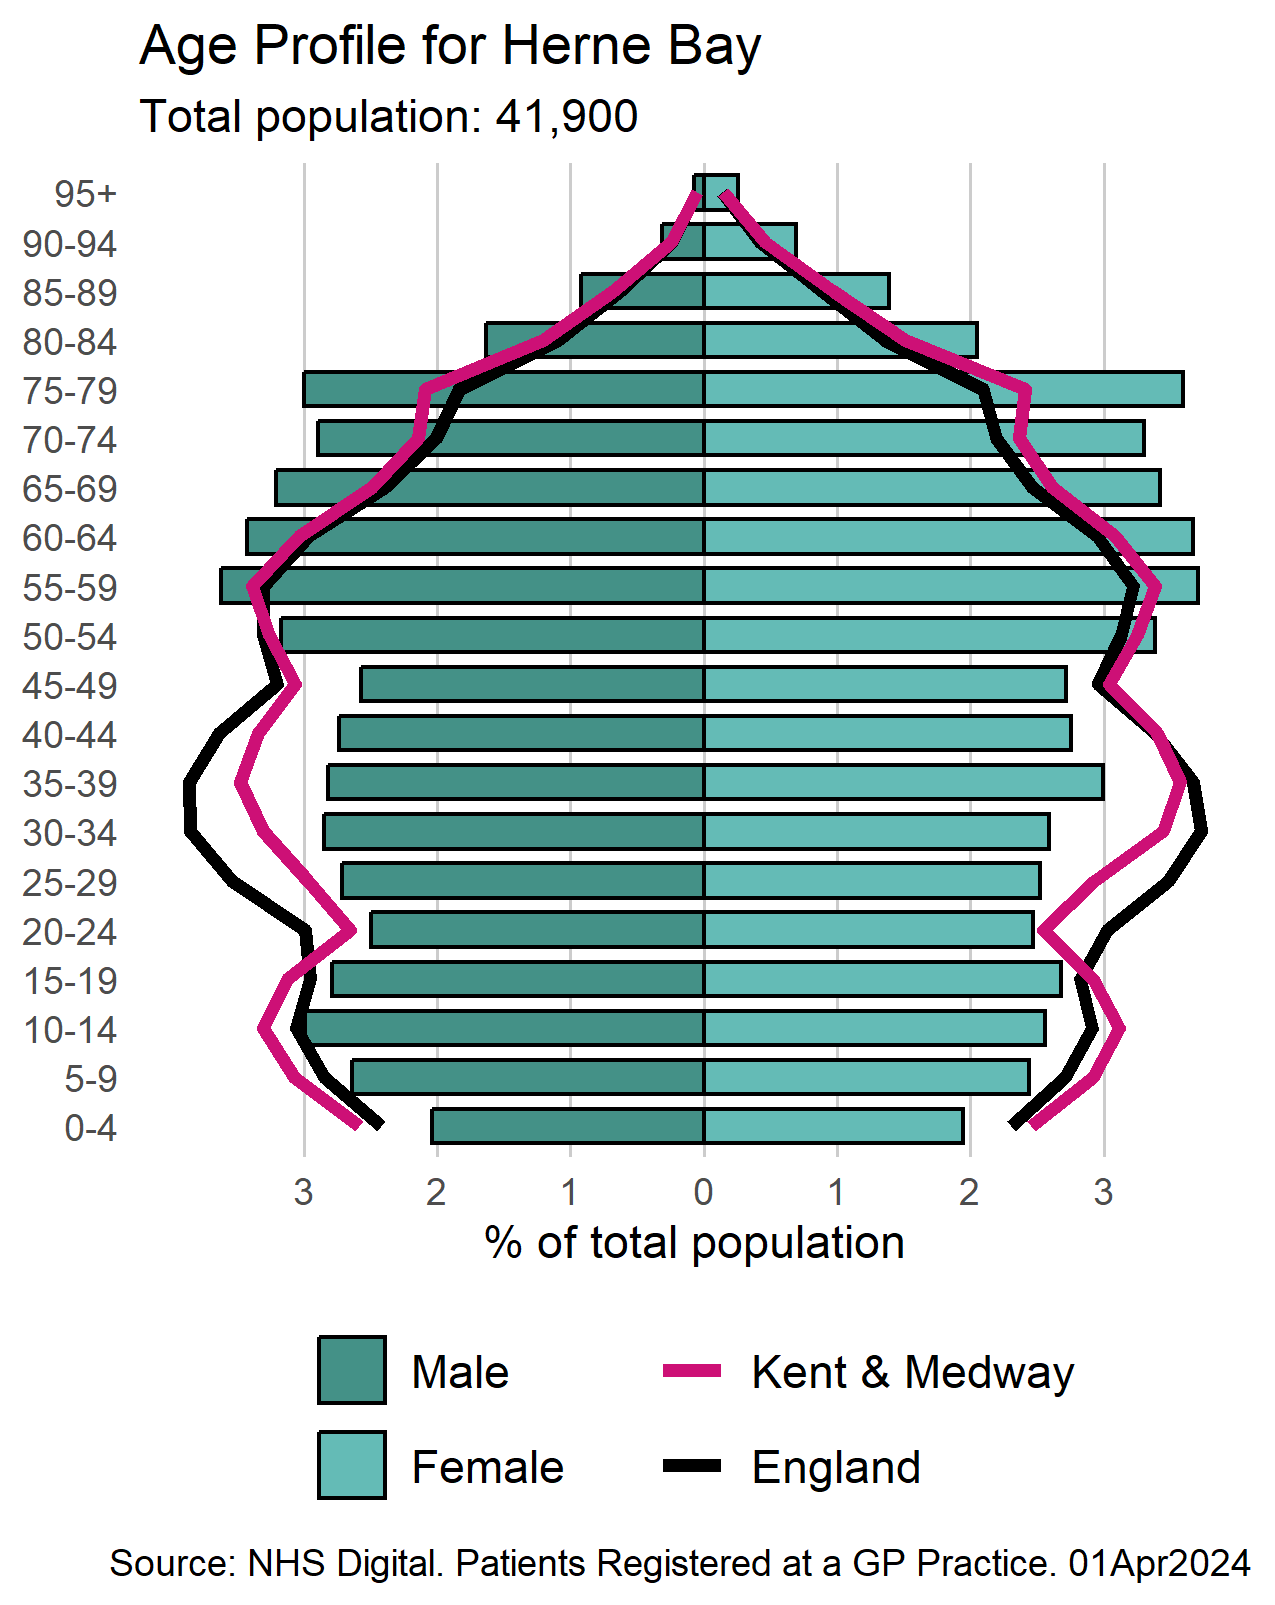 Age Profile for Herne Bay
Total population: 41,900
95+
90-94
85-89
80-84
75-79
70-74
65-69
60-64
55-59
50-54
45-49
40-44
35-39
30-34
25-29
20-24
15-19
10-14
5-9
0-4
3 2 1 0 1 2 3
% of total population
Male Kent & Medway
Female England
Source: NHS Digital. Patients Registered at a GP Practice. 01Apr2024